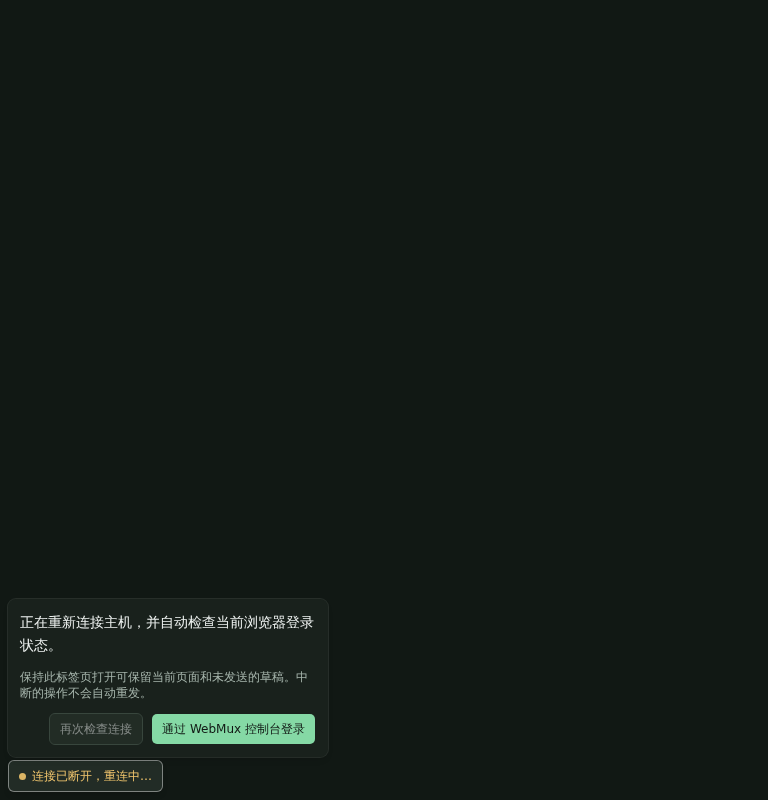 正在重新连接主机，并自动检查当前浏览器登录
状态。
保持此标签页打开可保留当前页面和未发送的草稿。中
断的操作不会自动重发。
再次检查连接
通过 WebMux 控制台登录
连接已断开，重连中…